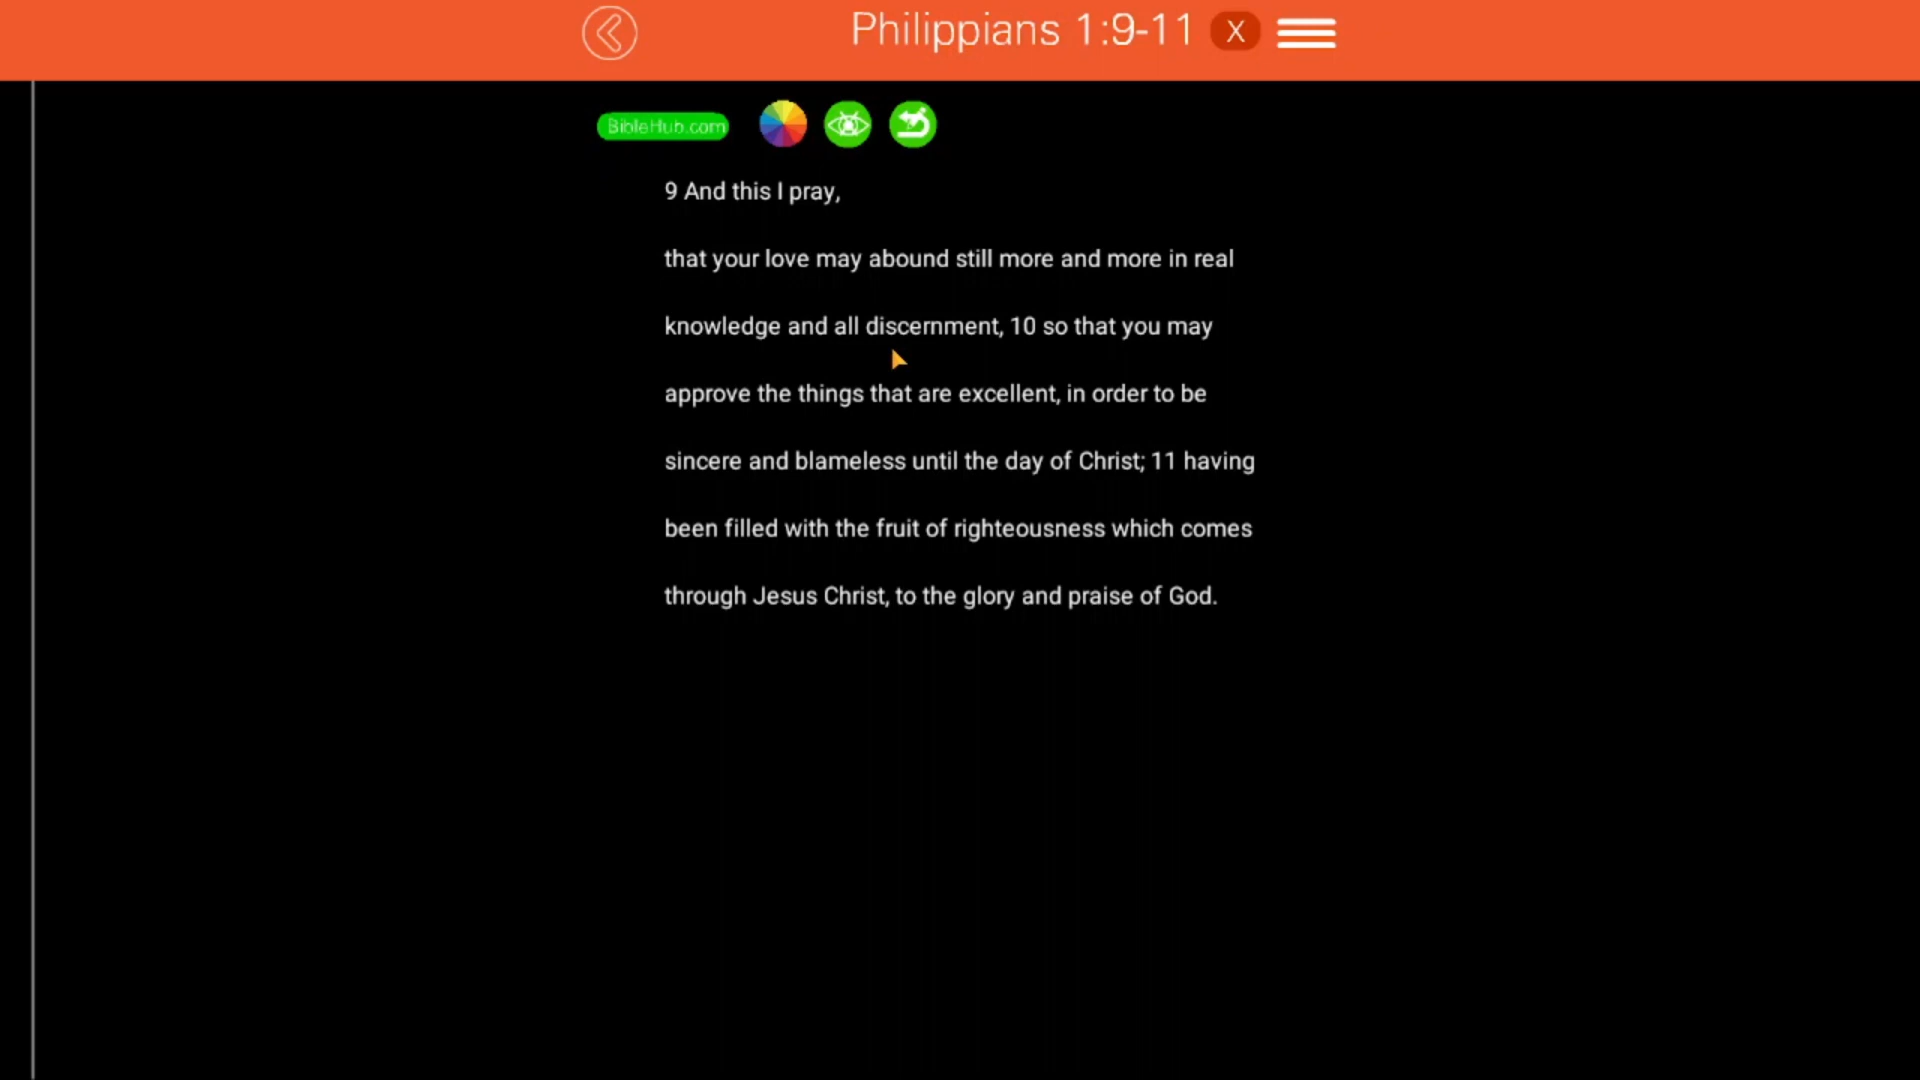 Philippians 1:9-11 X
BibleHub.com
9 And this I pray,
that your love may abound still more and more in real
knowledge and all discernment, 10 so that you may
approve the things that are excellent, in order to be
sincere and blameless until the day of Christ; 11 having
been filled with the fruit of righteousness which comes
through Jesus Christ, to the glory and praise of God.